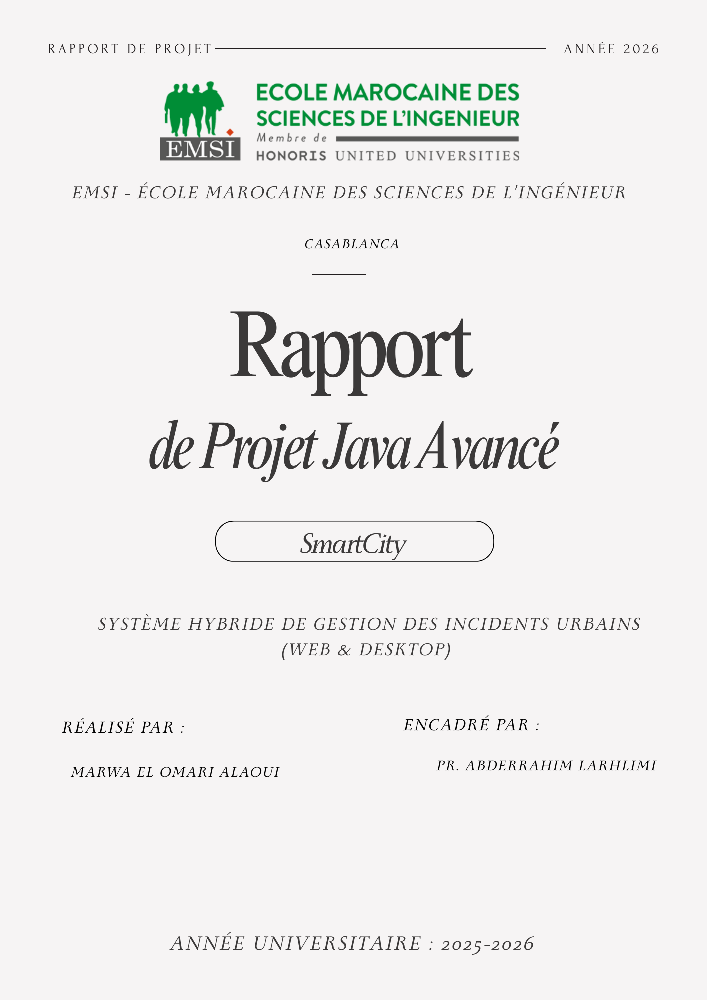 RAPPORT DE PROJET
ANNÉE 2026
ECOLE MAROCAINE DES
SCIENCES DE L'INGENIEUR
Membre de
EMSI
HONORIS UNITED UNIVERSITIES
EMSI - ÉCOLE MAROCAINE DES SCIENCES DE L'INGÉNIEUR
CASABLANCA
Rapport
de Projet Java Avancé
SmartCity
SYSTÈME HYBRIDE DE GESTION DES INCIDENTS URBAINS
(WEB & DESKTOP)
RÉALISÉ PAR :
MARWA EL OMARI ALAOUI
ENCADRÉ PAR :
PR. ABDERRAHIM LARHLIMI
ANNÉE UNIVERSITAIRE : 2025-2026